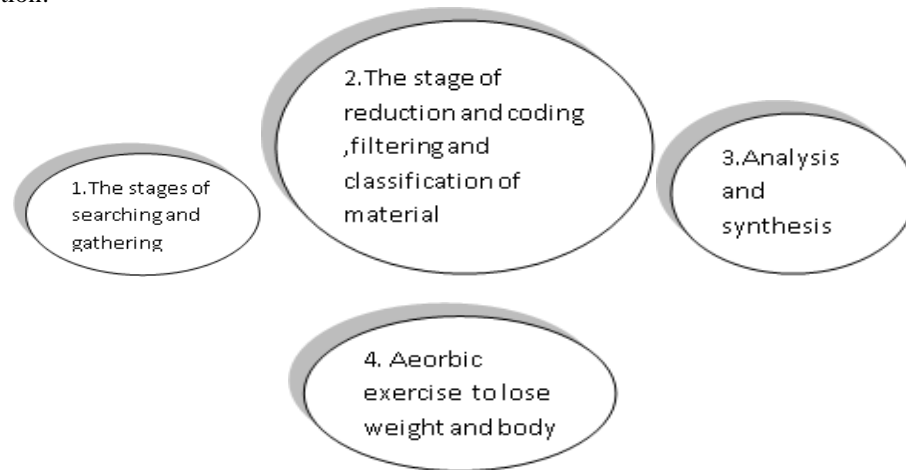 tion.
2.The stage of
reduction and coding
,filtering and
classification of
material
1.The stages of
searching and
gathering
3.Analysis
and
synthesis
4. Aeorbic
exercise to lose
weight and body